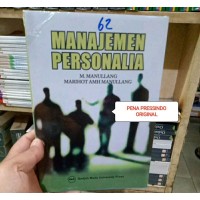 62
MANAJEMEN
PERSONALIA
M. MANULLANG
MARIHOT AMH MANULLANG
PENA PRESSINDO
ORIGINAL